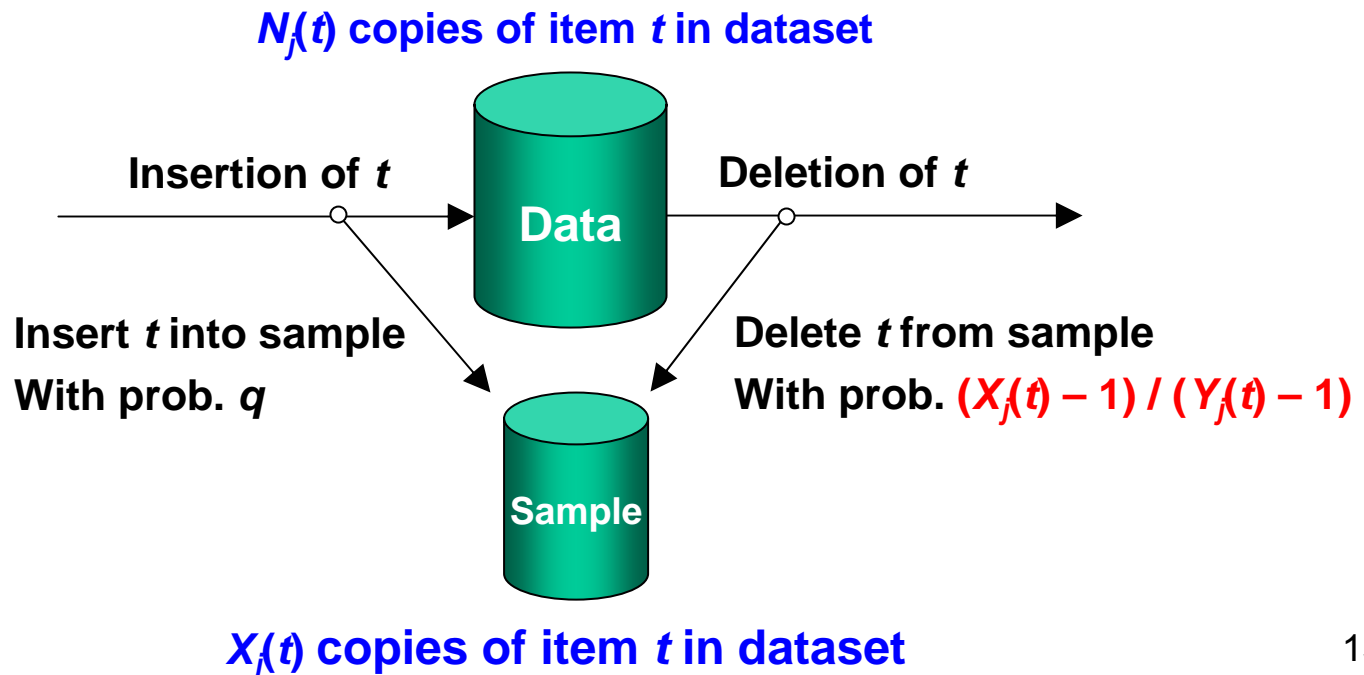 Nj(t) copies of item t in dataset
Insertion of t
Deletion of t
Data
Insert t into sample
With prob. q
Delete t from sample
With prob. (Xj(t) – 1) / (Yj(t) – 1)
Sample
Xj(t) copies of item t in dataset